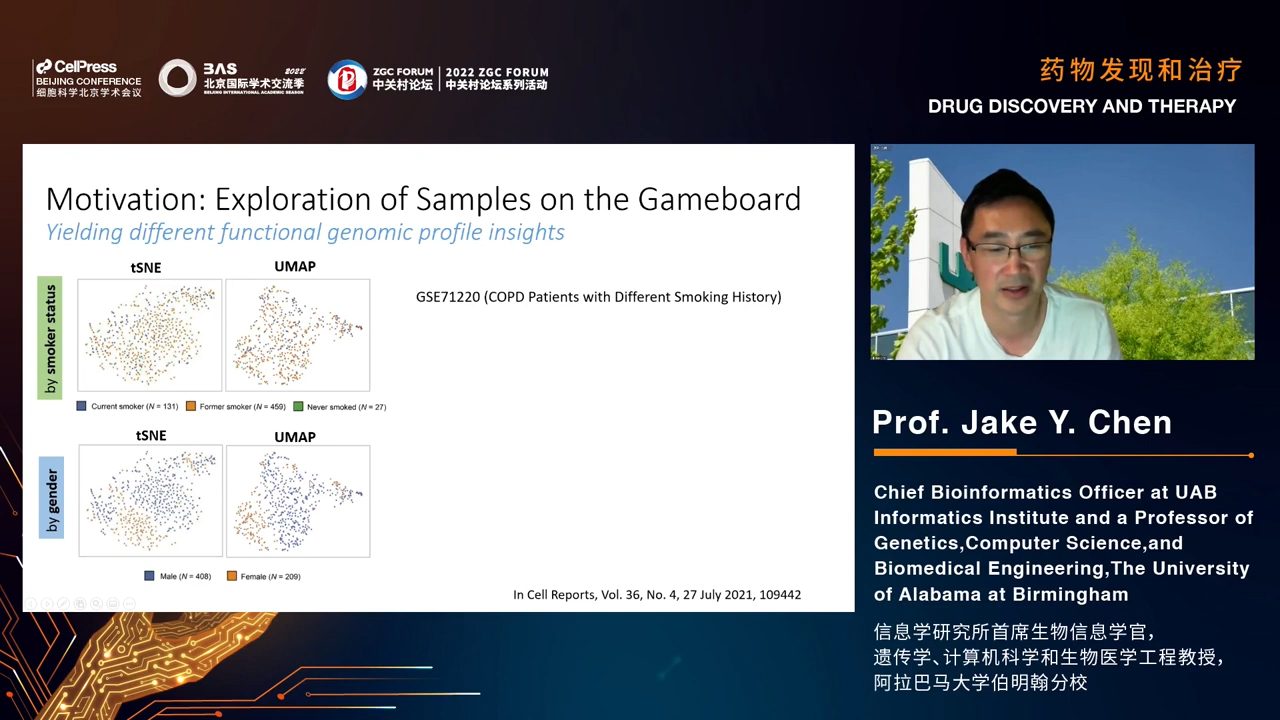 CellPress
BEIJING CONFERENCE
细胞科学北京学术会议
BAS 2022
北京国际学术交流季
BEIJING INTERNATIONAL ACADEMIC SEASON
ZGC FORUM
中关村论坛
2022 ZGC FORUM
中关村论坛系列活动
药物发现和治疗
DRUG DISCOVERY AND THERAPY
Motivation: Exploration of Samples on the Gameboard
Yielding different functional genomic profile insights
tSNE
UMAP
by smoker status
GSE71220 (COPD Patients with Different Smoking History)
Current smoker (N = 131)
Former smoker (N = 459)
Never smoked (N = 27)
tSNE
UMAP
by gender
Male (N = 408)
Female (N = 209)
In Cell Reports, Vol. 36, No. 4, 27 July 2021, 109442
U
Prof. Jake Y. Chen
Chief Bioinformatics Officer at UAB
Informatics Institute and a Professor of
Genetics,Computer Science,and
Biomedical Engineering,The University
of Alabama at Birmingham
信息学研究所首席生物信息学官，
遗传学、计算机科学和生物医学工程教授，
阿拉巴马大学伯明翰分校